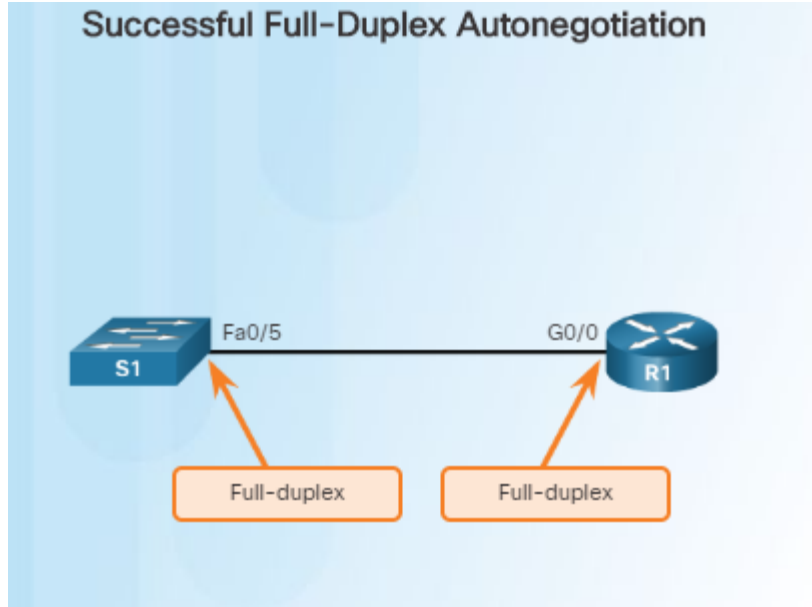 Successful Full-Duplex Autonegotiation
Fa0/5
G0/0
S1
R1
Full-duplex
Full-duplex